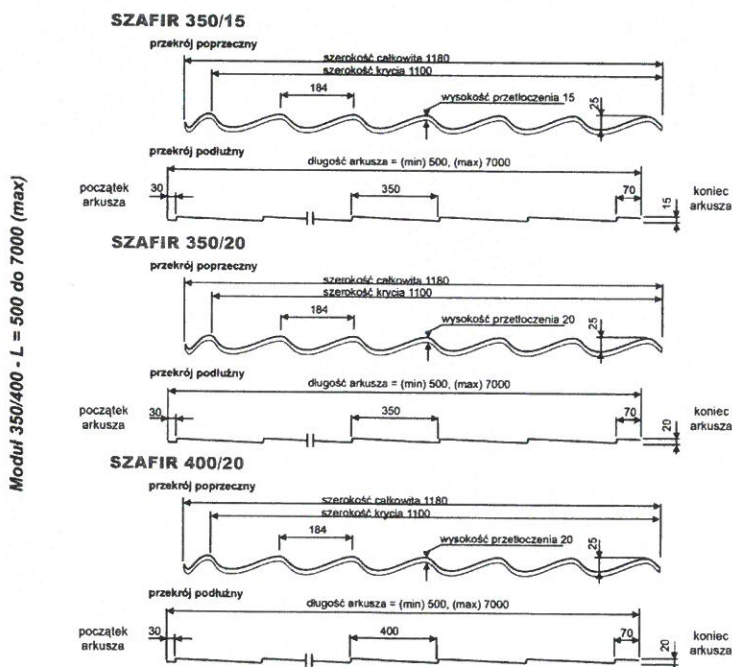 SZAFIR 350/15
przekrój poprzeczny
szerokość całkowita 1180
szerokość krycia 1100
184
wysokość przetłoczenia 15
25
przekrój podłużny
długość arkusza = (min) 500, (max) 7000
początek arkusza
30
350
70
15
koniec arkusza
SZAFIR 350/20
przekrój poprzeczny
szerokość całkowita 1180
szerokość krycia 1100
184
wysokość przetłoczenia 20
25
przekrój podłużny
długość arkusza = (min) 500, (max) 7000
początek arkusza
30
350
70
20
koniec arkusza
SZAFIR 400/20
przekrój poprzeczny
szerokość całkowita 1180
szerokość krycia 1100
184
wysokość przetłoczenia 20
25
przekrój podłużny
długość arkusza = (min) 500, (max) 7000
początek arkusza
30
400
70
20
koniec arkusza
Moduł 350/400 - L = 500 do 7000 (max)